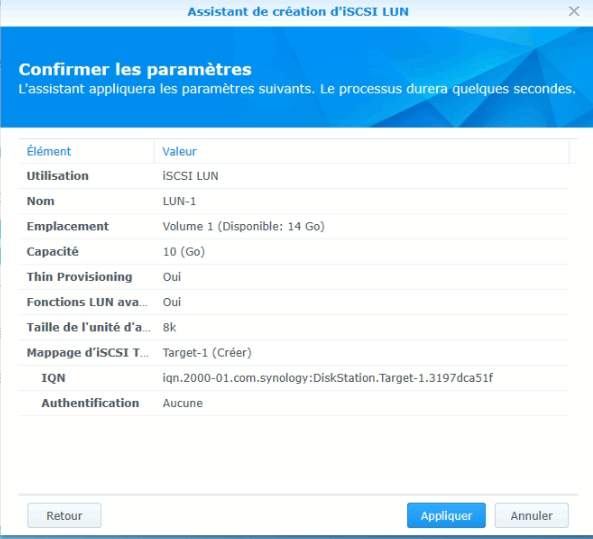 Assistant de création d'iSCSI LUN
Confirmer les paramètres
L'assistant appliquera les paramètres suivants. Le processus durera quelques secondes.
Élément Valeur
Utilisation iSCSI LUN
Nom LUN-1
Emplacement Volume 1 (Disponible: 14 Go)
Capacité 10 (Go)
Thin Provisioning Oui
Fonctions LUN ava... Oui
Taille de l'unité d'a... 8k
Mappage d'iSCSI T... Target-1 (Créer)
IQN iqn.2000-01.com.synology:DiskStation.Target-1.3197dca51f
Authentification Aucune
Retour Appliquer Annuler